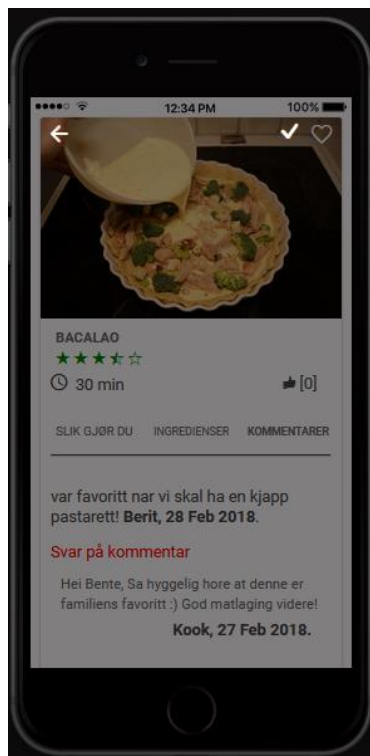 12:34 PM 100%
BACALAO
30 min [0]
SLIK GJØR DU INGREDIENSER KOMMENTARER
var favoritt nar vi skal ha en kjapp
pastarett! Berit, 28 Feb 2018.
Svar på kommentar
Hei Bente, Sa hyggelig hore at denne er
familiens favoritt :) God matlaging videre!
Kook, 27 Feb 2018.